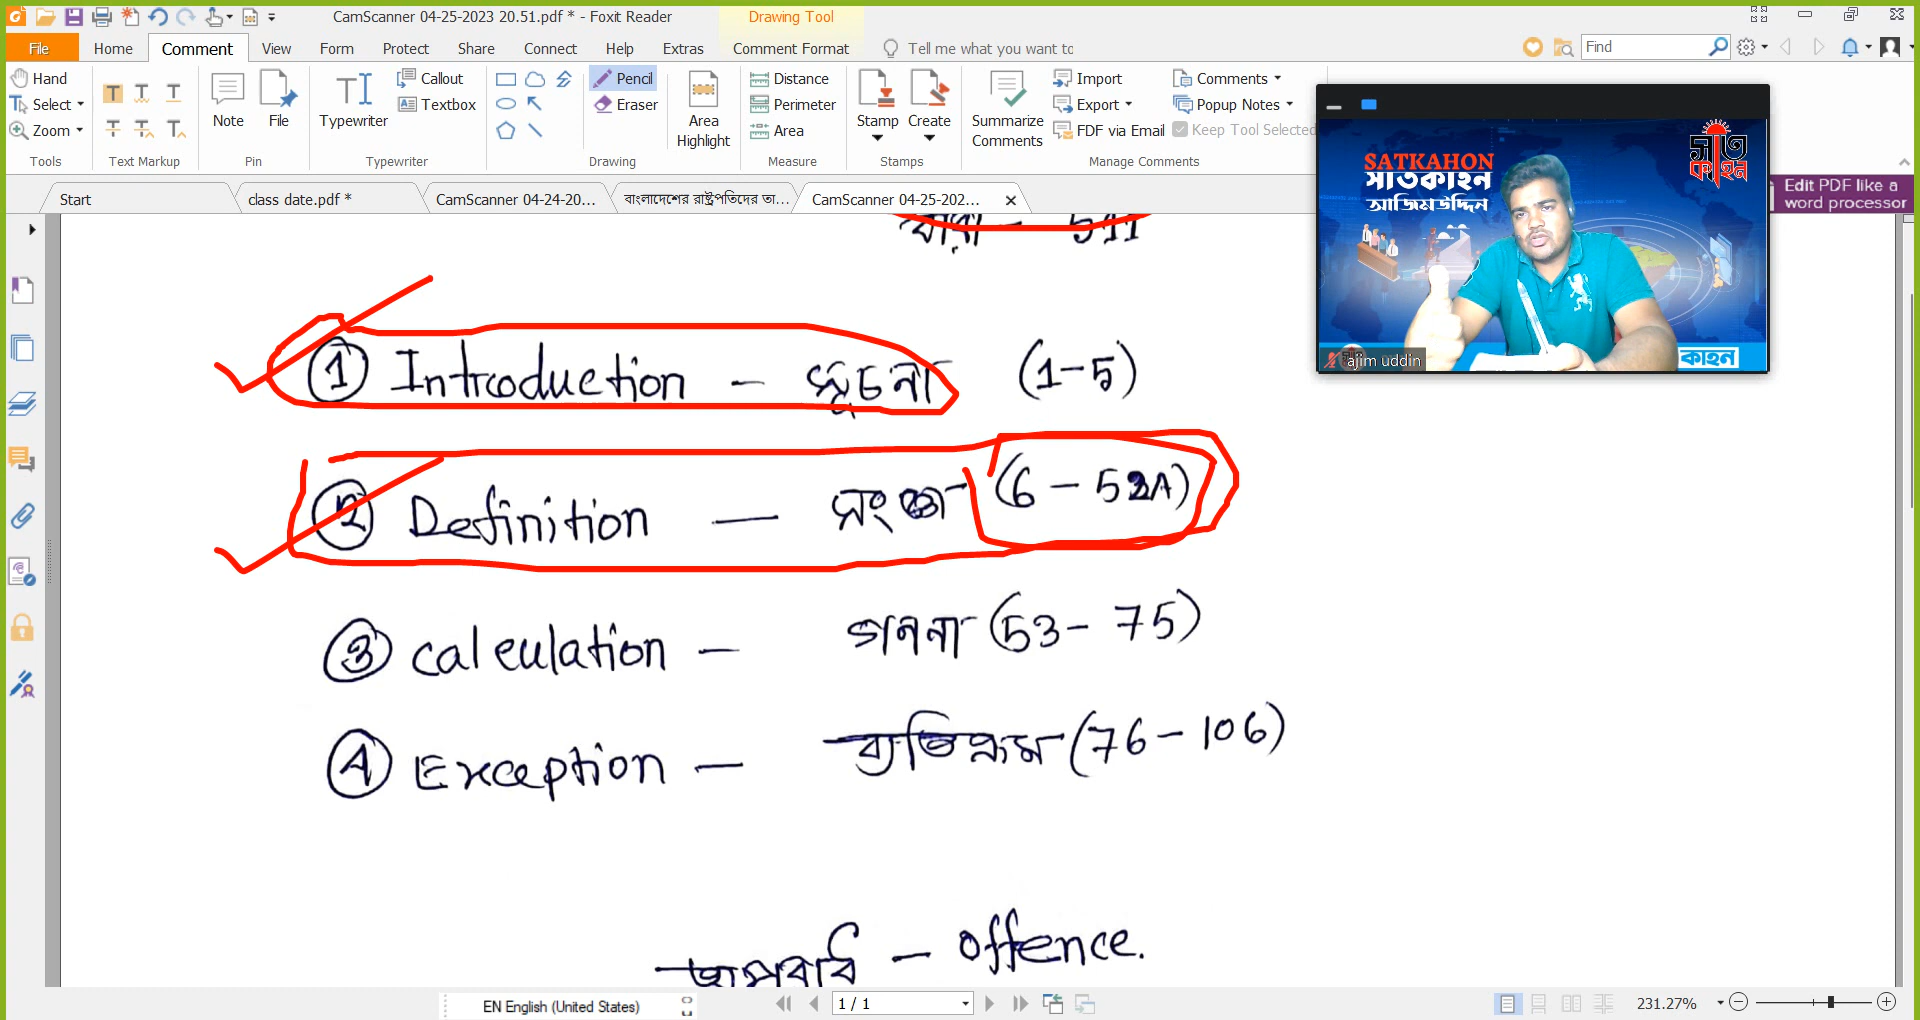 CamScanner 04-25-2023 20.51.pdf * - Foxit Reader
Drawing Tool
File Home Comment View Form Protect Share Connect Help Extras Comment Format Tell me what you want to Find
Hand
Select
Zoom
Tools
Text Markup
Note
File
Pin
Typewriter
Callout
Textbox
Typewriter
Pencil
Eraser
Drawing
Area Highlight
Distance
Perimeter
Area
Measure
Stamp
Create
Stamps
Summarize Comments
Import
Export
FDF via Email
Comments
Popup Notes
Keep Tool Selected
Manage Comments
Start
class date.pdf *
CamScanner 04-24-20...
বাংলাদেশের রাষ্ট্রপতিদের তা...
CamScanner 04-25-202...
Edit PDF like a
word processor
SATKAHON
সাতকাহন
আজিমউদ্দিন
সাত
কাহন
ajim uddin
কাহন
ধারা - 511
1 Introduction - সূচনা (1-5)
2 Definition - সংজ্ঞা (6-52A)
3 calculation - গননা (53-75)
4 Exception - ব্যতিক্রম (76-106)
অপরাধ - offence.
EN English (United States)
1 / 1
231.27%